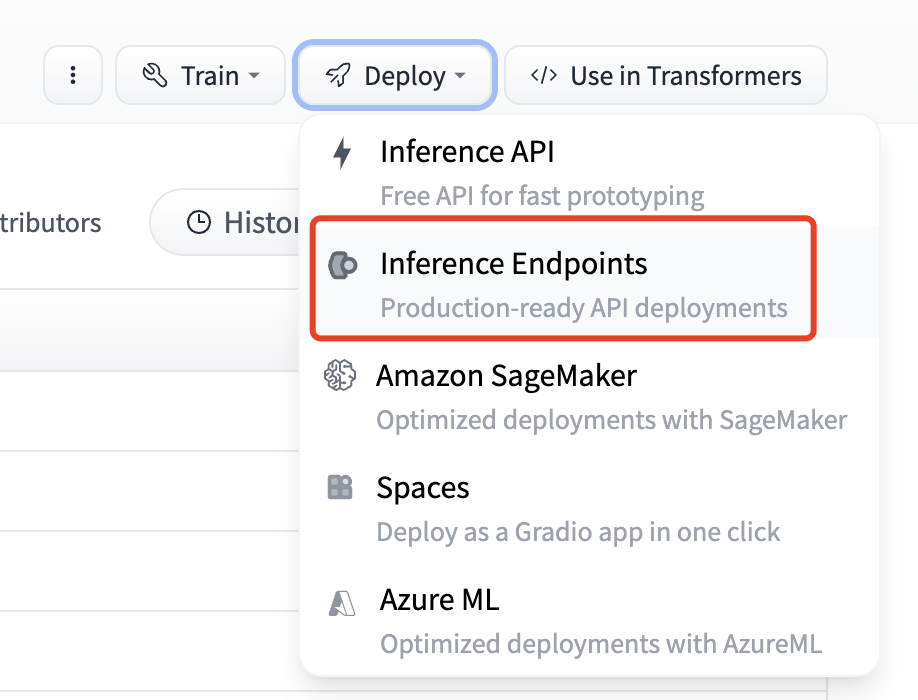 Train
Deploy
</> Use in Transformers
Inference API
Free API for fast prototyping
tributors
Histor
Inference Endpoints
Production-ready API deployments
Amazon SageMaker
Optimized deployments with SageMaker
Spaces
Deploy as a Gradio app in one click
Azure ML
Optimized deployments with AzureML